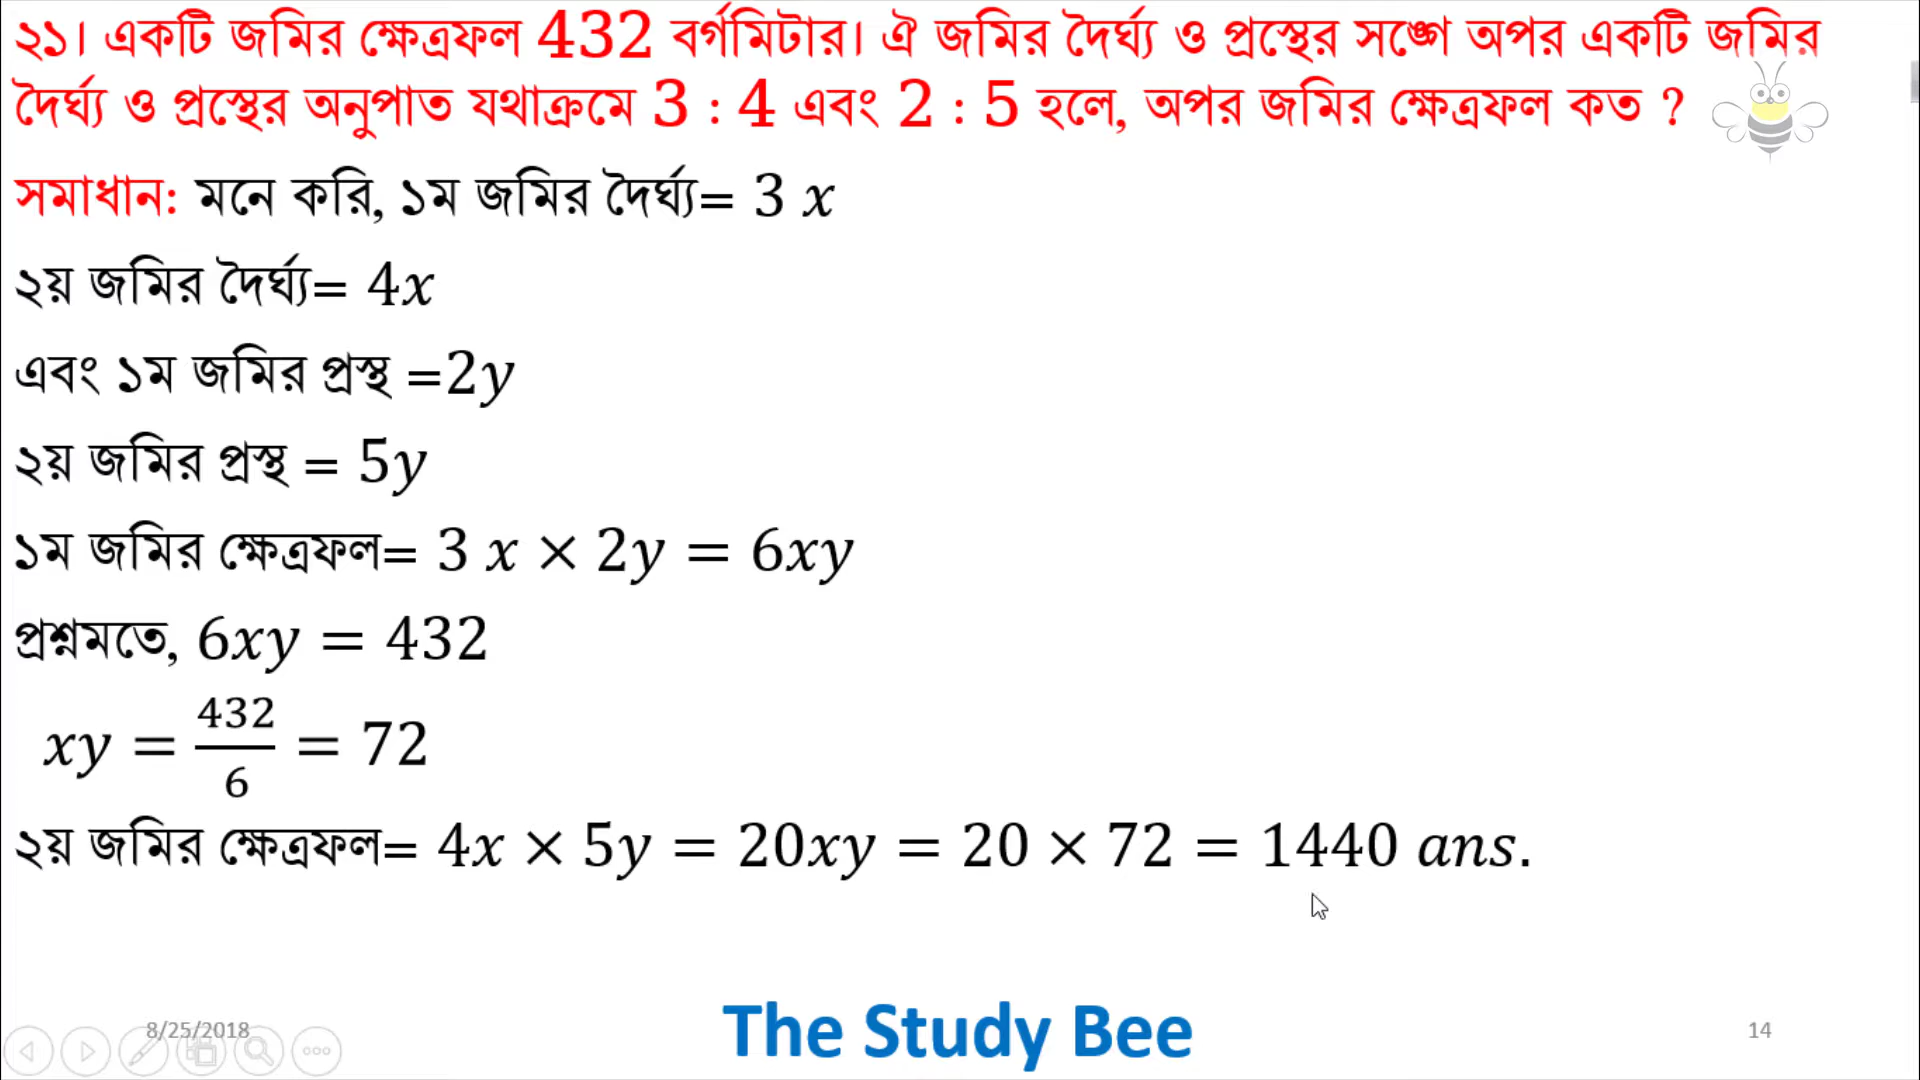 ২১। একটি জমির ক্ষেত্রফল 432 বর্গমিটার। ঐ জমির দৈর্ঘ্য ও প্রস্থের সঙ্গে অপর একটি জমির
দৈর্ঘ্য ও প্রস্থের অনুপাত যথাক্রমে 3 : 4 এবং 2 : 5 হলে, অপর জমির ক্ষেত্রফল কত ?
সমাধান: মনে করি, ১ম জমির দৈর্ঘ্য= 3 x
২য় জমির দৈর্ঘ্য= 4x
এবং ১ম জমির প্রস্থ =2y
২য় জমির প্রস্থ = 5y
১ম জমির ক্ষেত্রফল= 3 x × 2y = 6xy
প্রশ্নমতে, 6xy = 432
xy = 432/6 = 72
২য় জমির ক্ষেত্রফল= 4x × 5y = 20xy = 20 × 72 = 1440 ans.
8/25/2018
The Study Bee
14